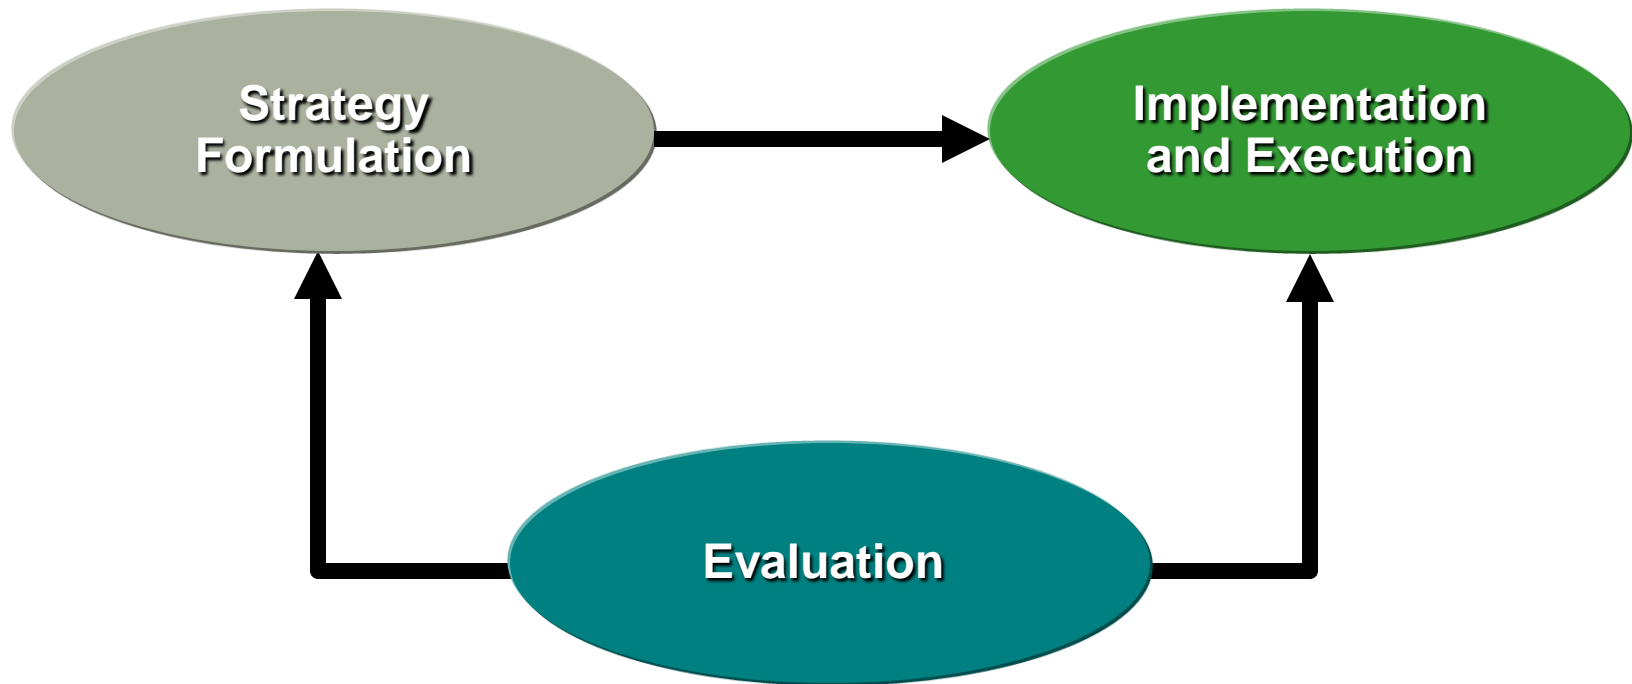 Strategy
Formulation
Implementation
and Execution
Evaluation